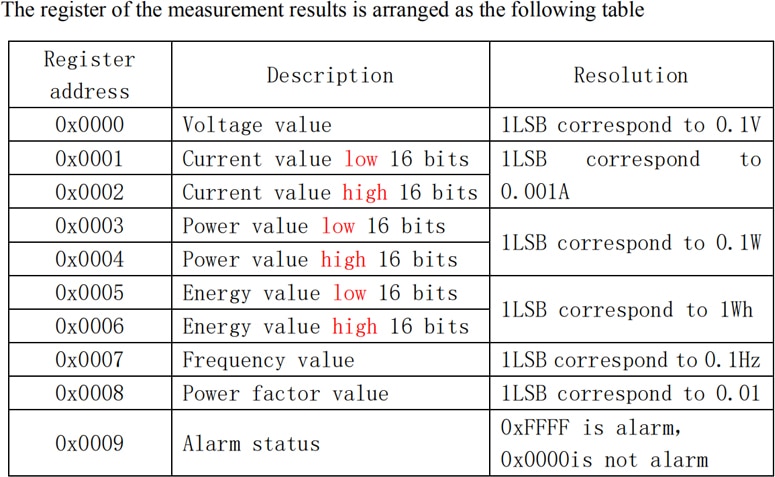 The register of the measurement results is arranged as the following table
Register address Description Resolution
0x0000 Voltage value 1LSB correspond to 0.1V
0x0001 Current value low 16 bits 1LSB correspond to
0x0002 Current value high 16 bits 0.001A
0x0003 Power value low 16 bits
1LSB correspond to 0.1W
0x0004 Power value high 16 bits
0x0005 Energy value low 16 bits
1LSB correspond to 1Wh
0x0006 Energy value high 16 bits
0x0007 Frequency value 1LSB correspond to 0.1Hz
0x0008 Power factor value 1LSB correspond to 0.01
0x0009 Alarm status 0xFFFF is alarm,
0x0000is not alarm